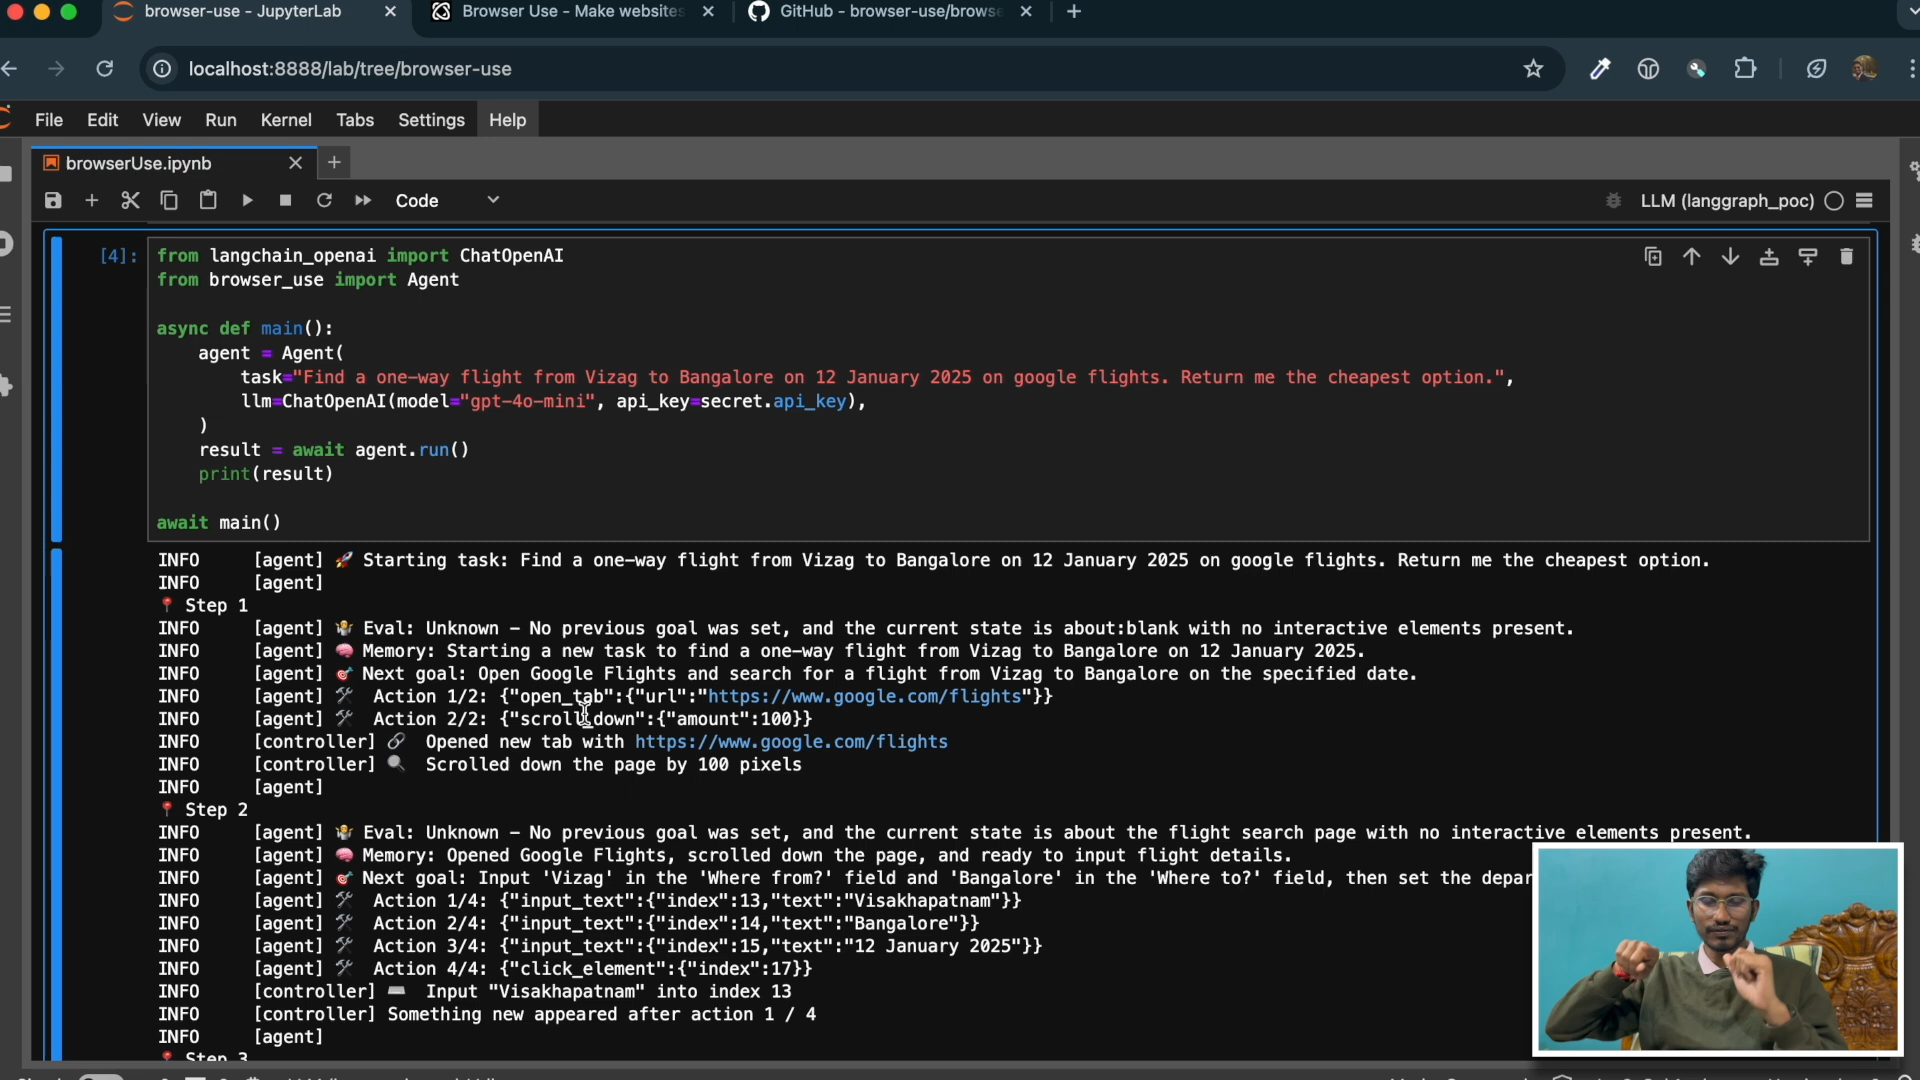 browser-use - JupyterLab
Browser Use - Make websites
GitHub - browser-use/brows
localhost:8888/lab/tree/browser-use
File Edit View Run Kernel Tabs Settings Help
browserUse.ipynb
Code
LLM (langgraph_poc)
[4]:
from langchain_openai import ChatOpenAI
from browser_use import Agent
async def main():
agent = Agent(
task="Find a one-way flight from Vizag to Bangalore on 12 January 2025 on google flights. Return me the cheapest option.",
llm=ChatOpenAI(model="gpt-4o-mini", api_key=secret.api_key),
)
result = await agent.run()
print(result)
await main()
INFO [agent] 🚀 Starting task: Find a one-way flight from Vizag to Bangalore on 12 January 2025 on google flights. Return me the cheapest option.
INFO [agent]
📍 Step 1
INFO [agent] 🤷 Eval: Unknown - No previous goal was set, and the current state is about:blank with no interactive elements present.
INFO [agent] 🧠 Memory: Starting a new task to find a one-way flight from Vizag to Bangalore on 12 January 2025.
INFO [agent] 🎯 Next goal: Open Google Flights and search for a flight from Vizag to Bangalore on the specified date.
INFO [agent] 🛠 Action 1/2: {"open_tab":{"url":"https://www.google.com/flights"}}
INFO [agent] 🛠 Action 2/2: {"scroll_down":{"amount":100}}
INFO [controller] 🔗 Opened new tab with https://www.google.com/flights
INFO [controller] 🔍 Scrolled down the page by 100 pixels
INFO [agent]
📍 Step 2
INFO [agent] 🤷 Eval: Unknown - No previous goal was set, and the current state is about the flight search page with no interactive elements present.
INFO [agent] 🧠 Memory: Opened Google Flights, scrolled down the page, and ready to input flight details.
INFO [agent] 🎯 Next goal: Input 'Vizag' in the 'Where from?' field and 'Bangalore' in the 'Where to?' field, then set the depar
INFO [agent] 🛠 Action 1/4: {"input_text":{"index":13,"text":"Visakhapatnam"}}
INFO [agent] 🛠 Action 2/4: {"input_text":{"index":14,"text":"Bangalore"}}
INFO [agent] 🛠 Action 3/4: {"input_text":{"index":15,"text":"12 January 2025"}}
INFO [agent] 🛠 Action 4/4: {"click_element":{"index":17}}
INFO [controller] ⌨ Input "Visakhapatnam" into index 13
INFO [controller] Something new appeared after action 1 / 4
INFO [agent]
📍 Step 3